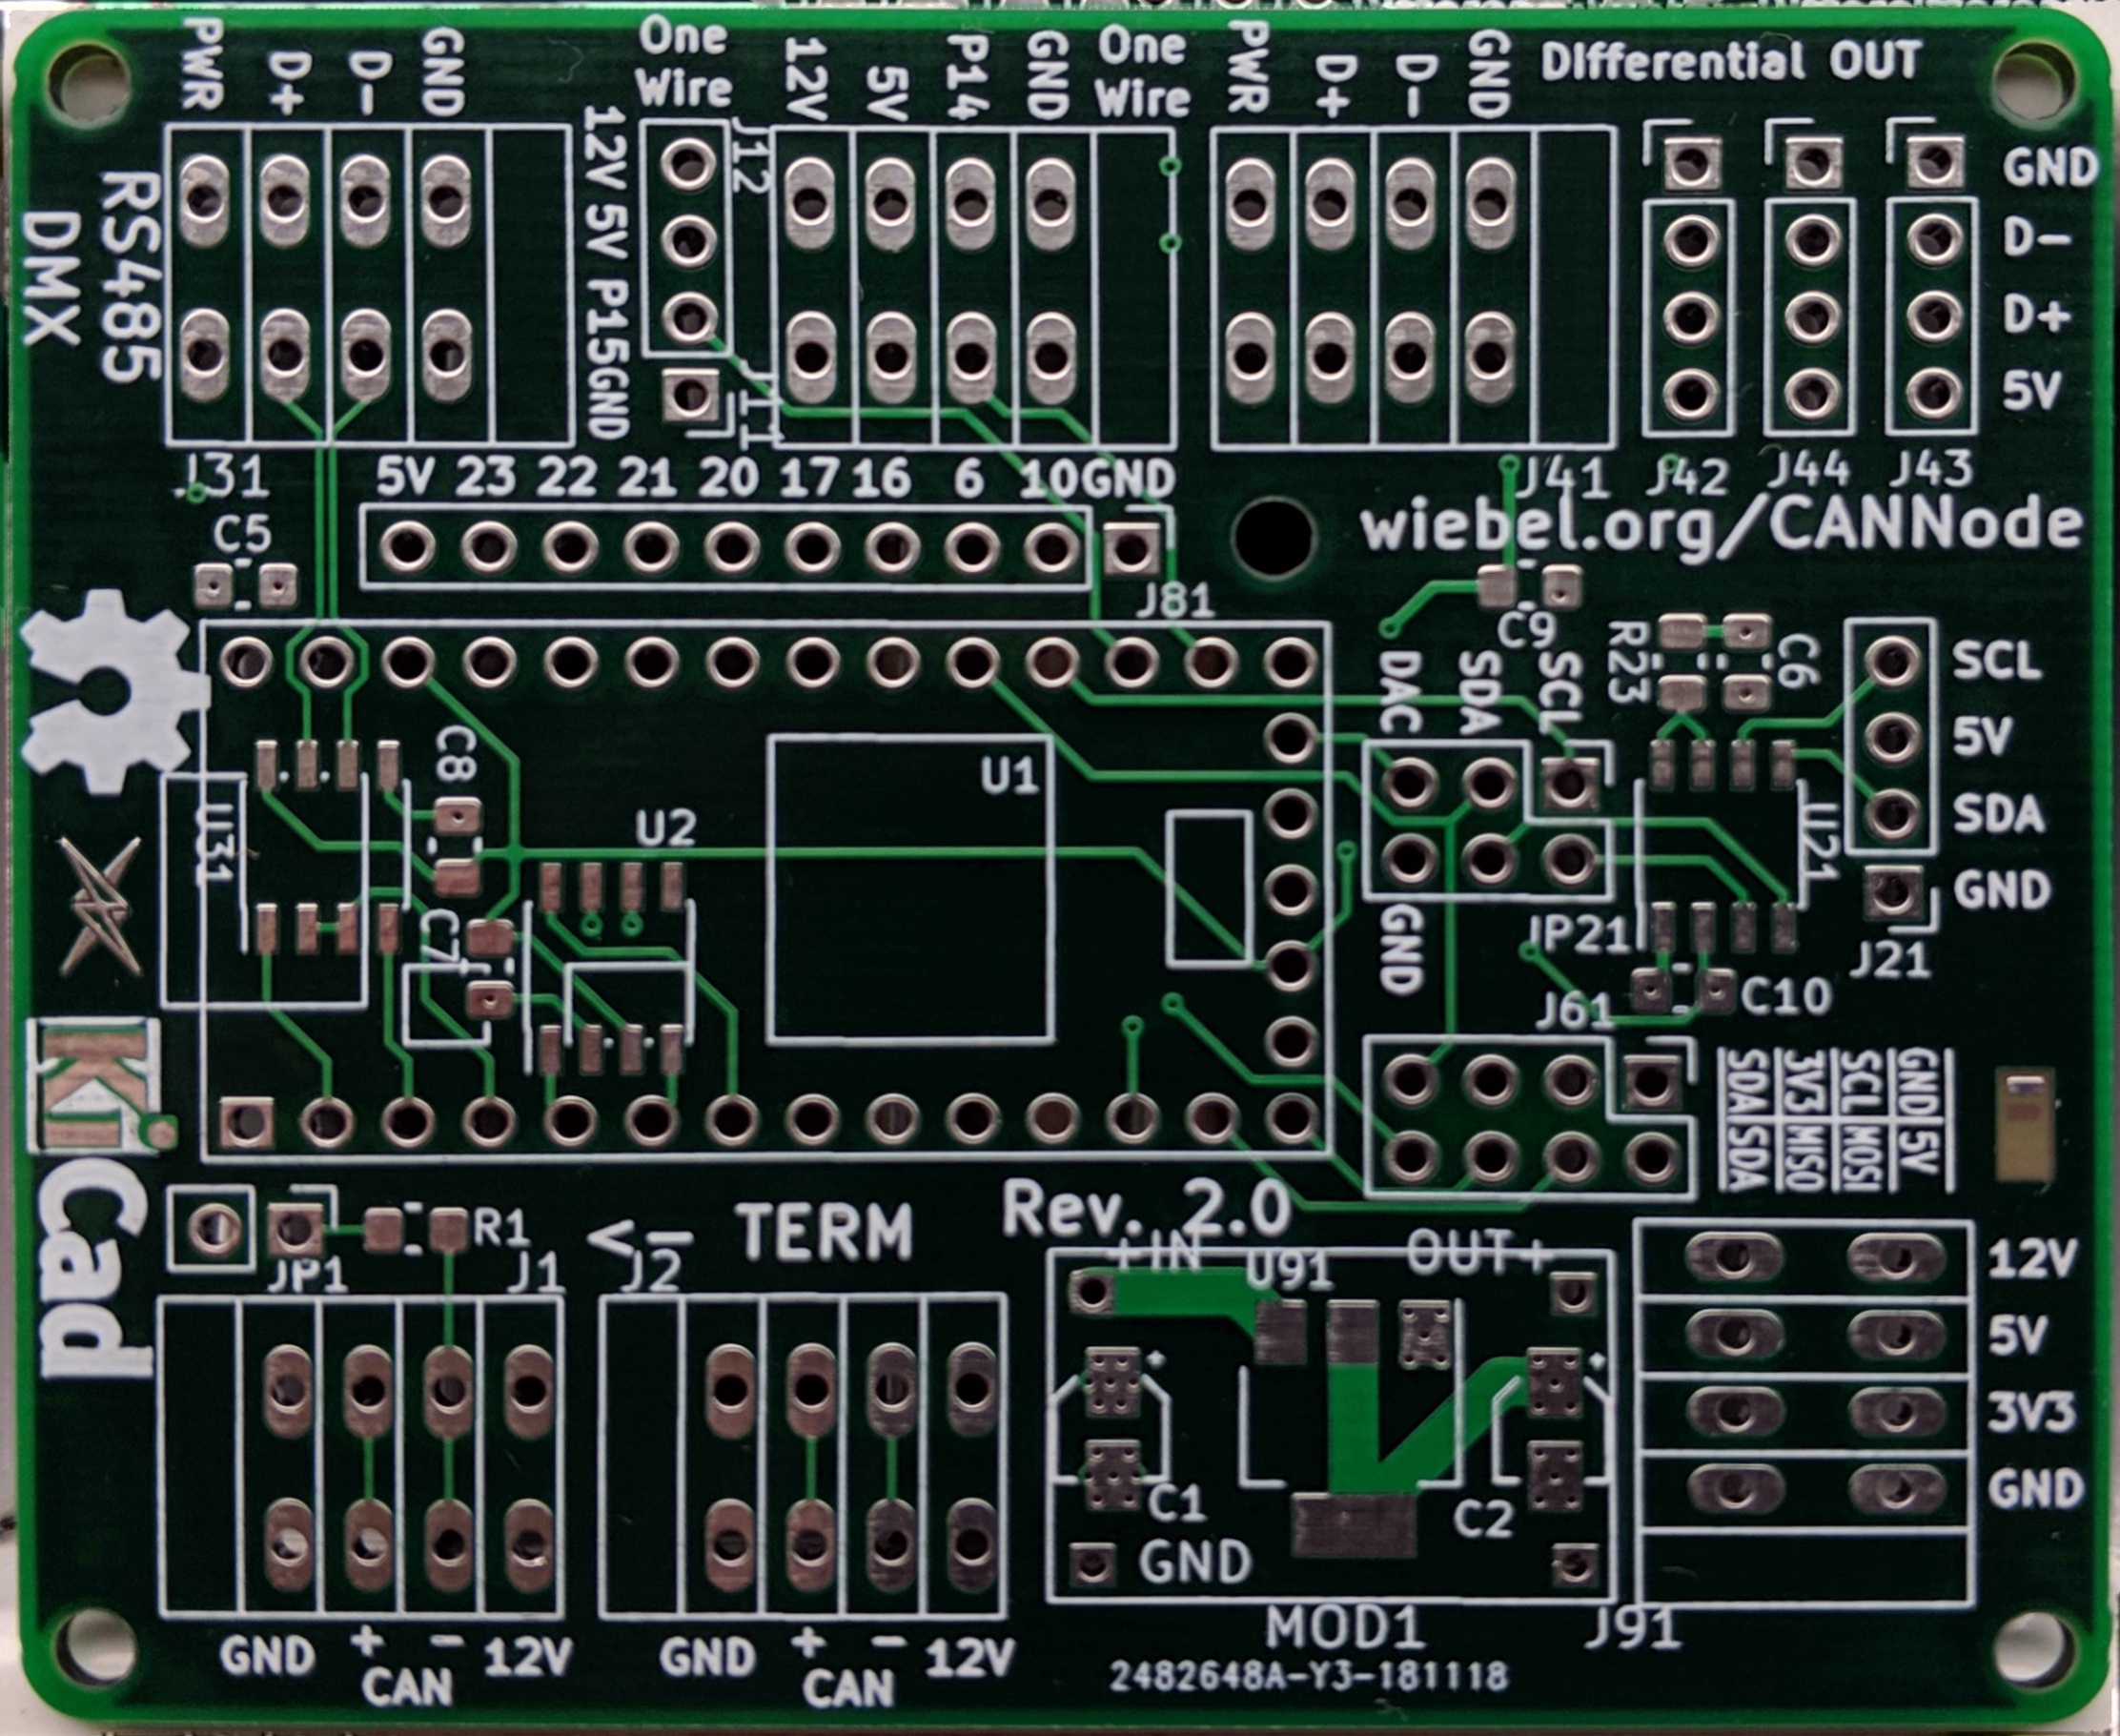 PWR D+ D- GND
One Wire
12V 5V P14 GND
One Wire
PWR D+ D- GND
DIfferential OUT
RS485
DMX
12V 5V P15GND
J12
J11
GND
D-
D+
5V
J31
5V 23 22 21 20 17 16 6 10GND
J41 J42 J44 J43
wiebel.org/CANNode
C5
J81
C9
R23
C6
DAC SDA SCL
SCL
5V
SDA
GND
J21
U1
U2
C8
U31
C7
U21
GND
JP21
J61
C10
GND|5V
SCL|MOSI
3V3|MISO
SDA|SDA
KiCad
Rev. 2.0
JP1
R1
J1
J2
TERM
+IN U91 OUT+
C1
C2
GND
12V
5V
3V3
GND
GND + - 12V
CAN
GND + - 12V
CAN
MOD1
J91
2482648A-Y3-181118